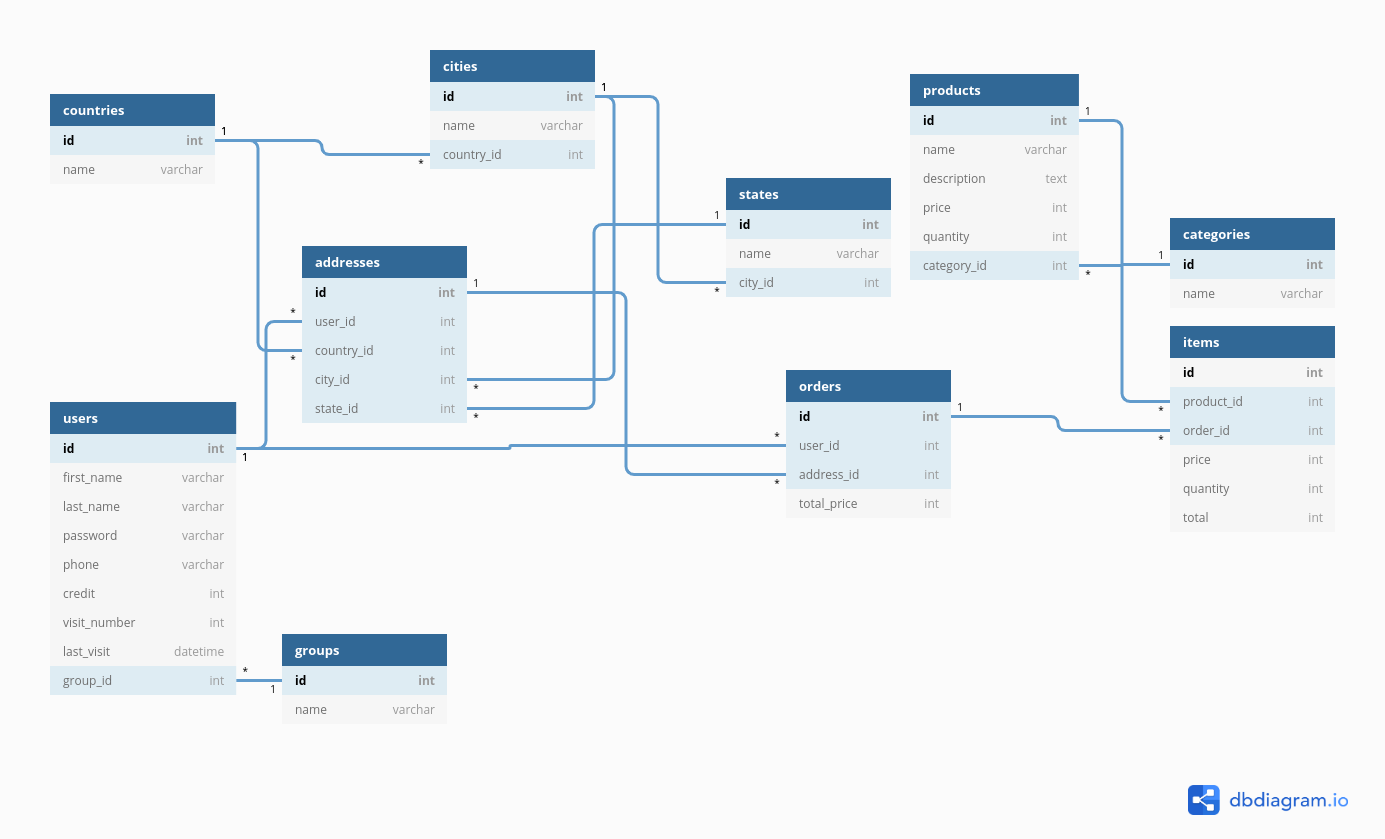 countries
id int
name varchar
1
*
cities
id int
name varchar
country_id int
1
*
states
id int
name varchar
city_id int
1
*
addresses
id int
user_id int
country_id int
city_id int
state_id int
1
*
*
*
*
users
id int
first_name varchar
last_name varchar
password varchar
phone varchar
credit int
visit_number int
last_visit datetime
group_id int
1
*
groups
id int
name varchar
1
orders
id int
user_id int
address_id int
total_price int
1
*
*
products
id int
name varchar
description text
price int
quantity int
category_id int
1
*
categories
id int
name varchar
1
items
id int
product_id int
order_id int
price int
quantity int
total int
*
*
dbdiagram.io